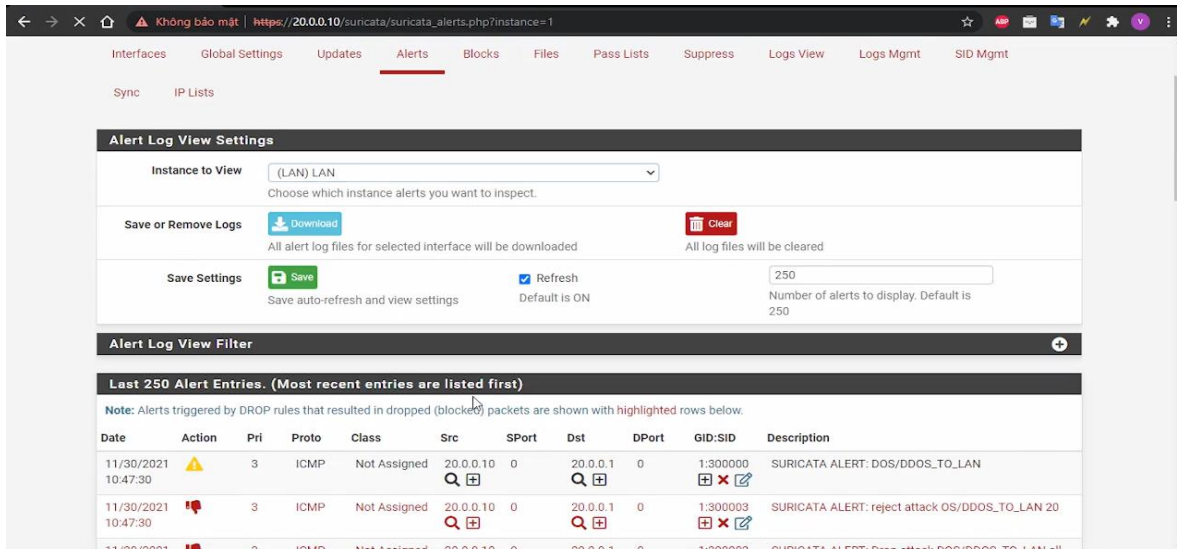 Không bảo mật | https://20.0.0.10/suricata/suricata_alerts.php?instance=1
ABP
V
Interfaces Global Settings Updates Alerts Blocks Files Pass Lists Suppress Logs View Logs Mgmt SID Mgmt
Sync IP Lists
Alert Log View Settings
Instance to View (LAN) LAN
Choose which instance alerts you want to inspect.
Save or Remove Logs Download Clear
All alert log files for selected interface will be downloaded All log files will be cleared
Save Settings Save Refresh 250
Save auto-refresh and view settings Default is ON Number of alerts to display. Default is
250
Alert Log View Filter
Last 250 Alert Entries. (Most recent entries are listed first)
Note: Alerts triggered by DROP rules that resulted in dropped (blocked) packets are shown with highlighted rows below.
Date Action Pri Proto Class Src SPort Dst DPort GID:SID Description
11/30/2021 3 ICMP Not Assigned 20.0.0.10 0 20.0.0.1 0 1:300000 SURICATA ALERT: DOS/DDOS_TO_LAN
10:47:30
11/30/2021 3 ICMP Not Assigned 20.0.0.10 0 20.0.0.1 0 1:300003 SURICATA ALERT: reject attack OS/DDOS_TO_LAN 20
10:47:30